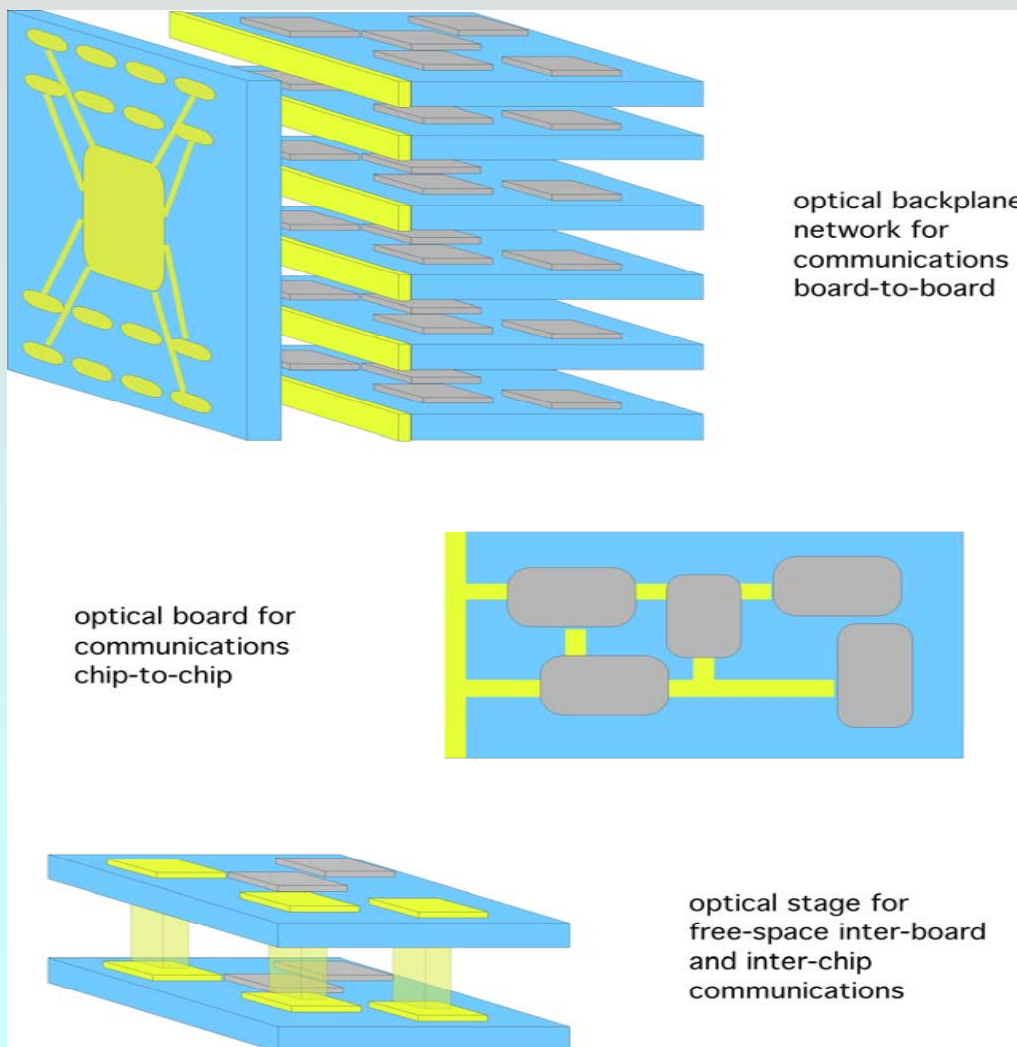 optical backplane
network for
communications
board-to-board
optical board for
communications
chip-to-chip
optical stage for
free-space inter-board
and inter-chip
communications